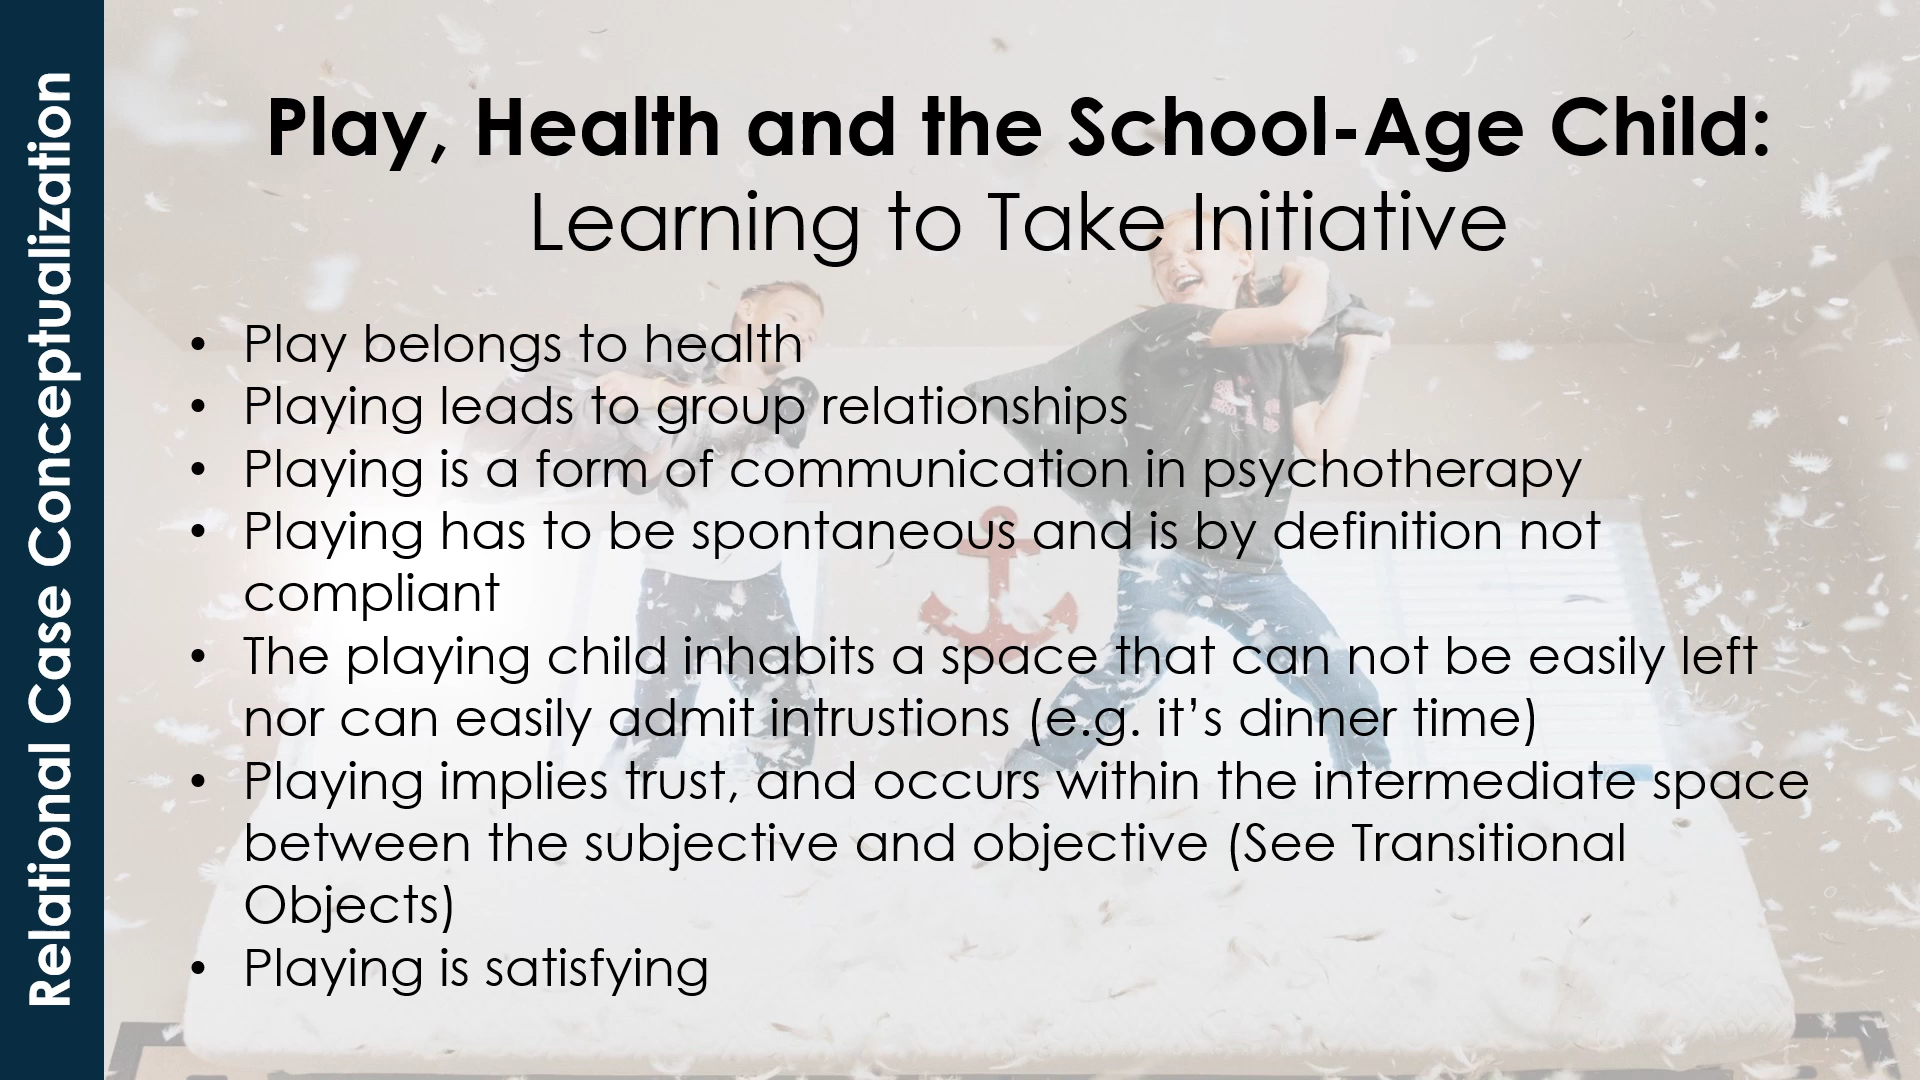 Relational Case Conceptualization
Play, Health and the School-Age Child:
Learning to Take Initiative
• Play belongs to health
• Playing leads to group relationships
• Playing is a form of communication in psychotherapy
• Playing has to be spontaneous and is by definition not
compliant
• The playing child inhabits a space that can not be easily left
nor can easily admit intrustions (e.g. it’s dinner time)
• Playing implies trust, and occurs within the intermediate space
between the subjective and objective (See Transitional
Objects)
• Playing is satisfying